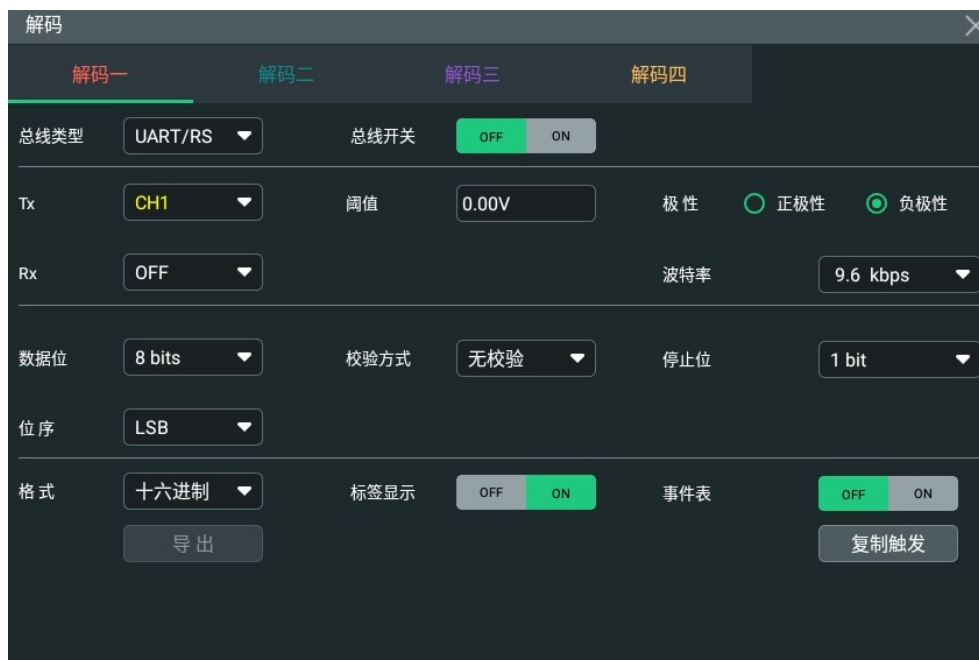 解码
解码一 解码二 解码三 解码四
总线类型 UART/RS 总线开关 OFF ON
Tx CH1 阈值 0.00V 极性 正极性 负极性
Rx OFF 波特率 9.6 kbps
数据位 8 bits 校验方式 无校验 停止位 1 bit
位序 LSB
格式 十六进制 标签显示 OFF ON 事件表 OFF ON
导出 复制触发